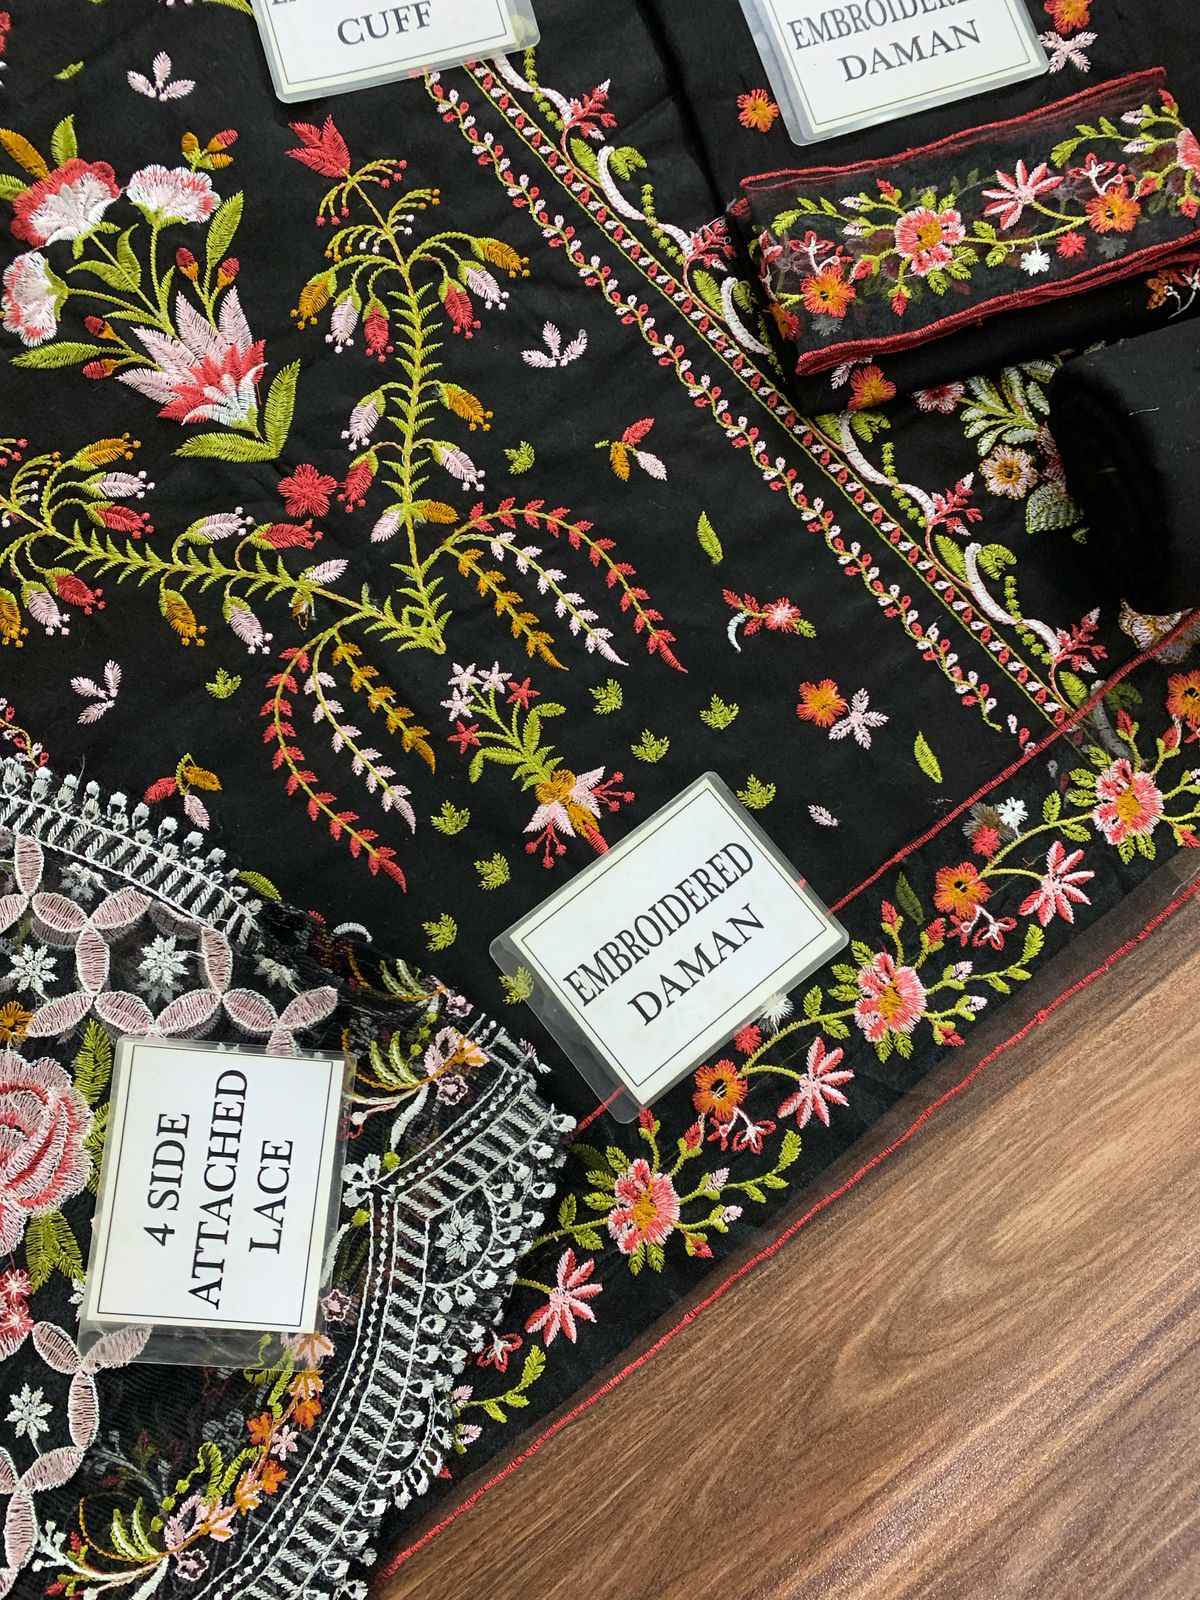 CUFF
EMBROIDERED
DAMAN
EMBROIDERED
DAMAN
4 SIDE
ATTACHED
LACE